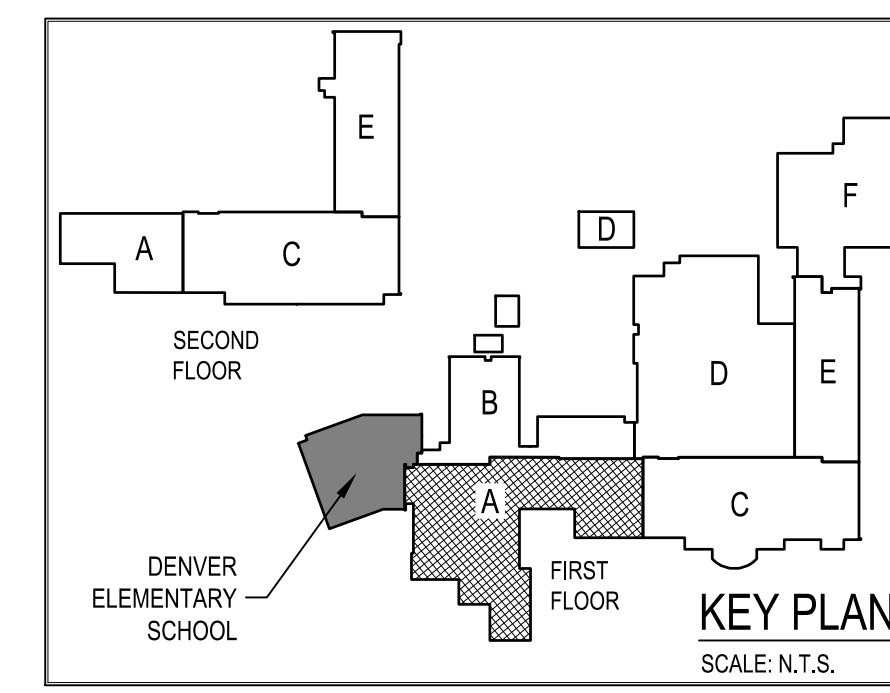 E
A
C
SECOND
FLOOR
F
D
D
E
B
A
C
DENVER
ELEMENTARY
SCHOOL
FIRST
FLOOR
KEY PLAN
SCALE: N.T.S.